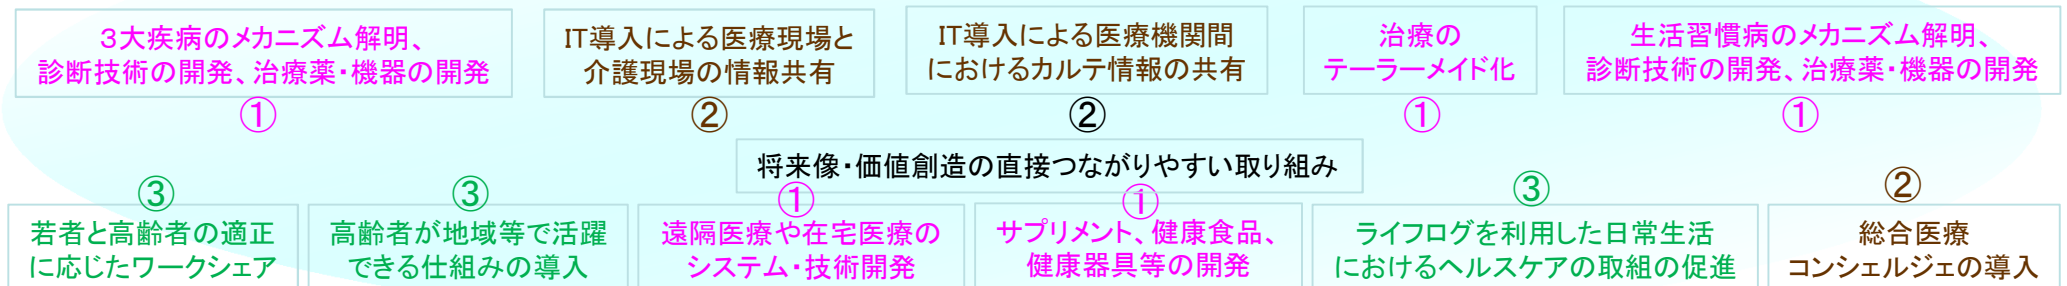 3大疾病のメカニズム解明、
診断技術の開発、治療薬・機器の開発
①
IT導入による医療現場と
介護現場の情報共有
②
IT導入による医療機関間
におけるカルテ情報の共有
②
治療の
テーラーメイド化
①
生活習慣病のメカニズム解明、
診断技術の開発、治療薬・機器の開発
①
将来像・価値創造の直接つながりやすい取り組み
③
若者と高齢者の適正
に応じたワークシェア
③
高齢者が地域等で活躍
できる仕組みの導入
①
遠隔医療や在宅医療の
システム・技術開発
①
サプリメント、健康食品、
健康器具等の開発
③
ライフログを利用した日常生活
におけるヘルスケアの取組の促進
②
総合医療
コンシェルジェの導入